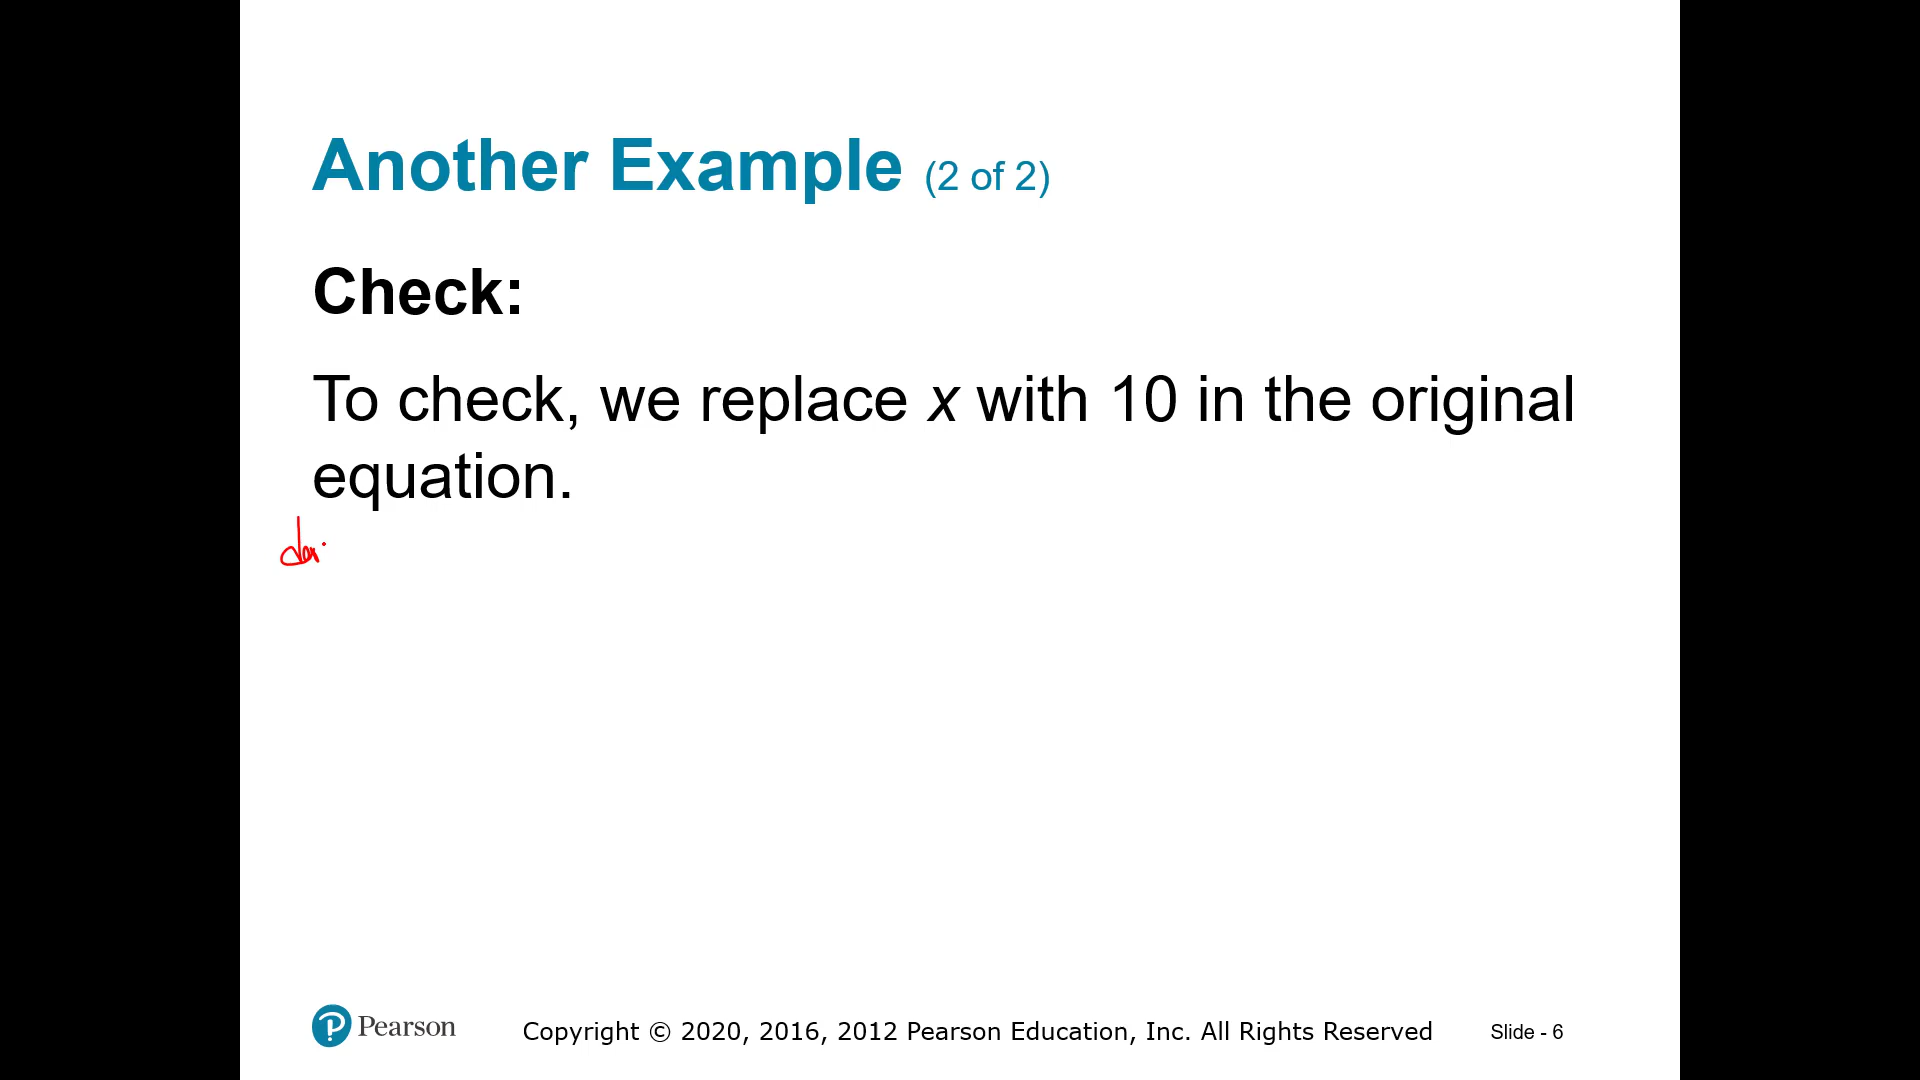 Another Example (2 of 2)
Check:
To check, we replace x with 10 in the original
equation.
Pearson
Copyright © 2020, 2016, 2012 Pearson Education, Inc. All Rights Reserved
Slide - 6